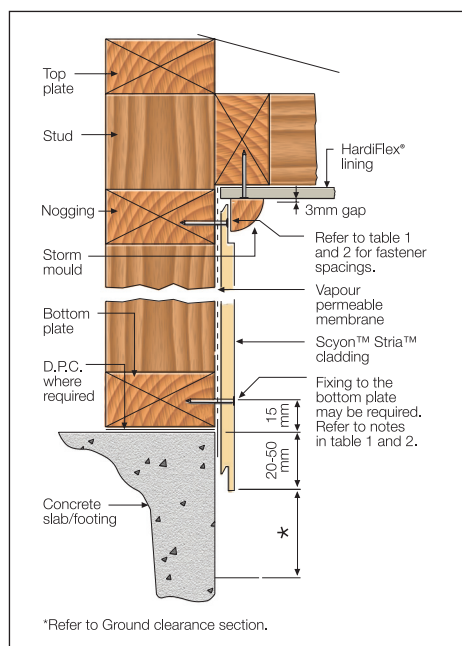 Top
plate
Stud
HardiFlex®
lining
Nogging
3mm gap
Storm
mould
Refer to table 1
and 2 for fastener
spacings.
Vapour
permeable
membrane
Bottom
plate
Scyon™ Stria™
cladding
D.P.C.
where
required
Fixing to the
bottom plate
may be required.
Refer to notes
in table 1 and 2.
15
mm
20-50
mm
Concrete
slab/footing
*
*Refer to Ground clearance section.